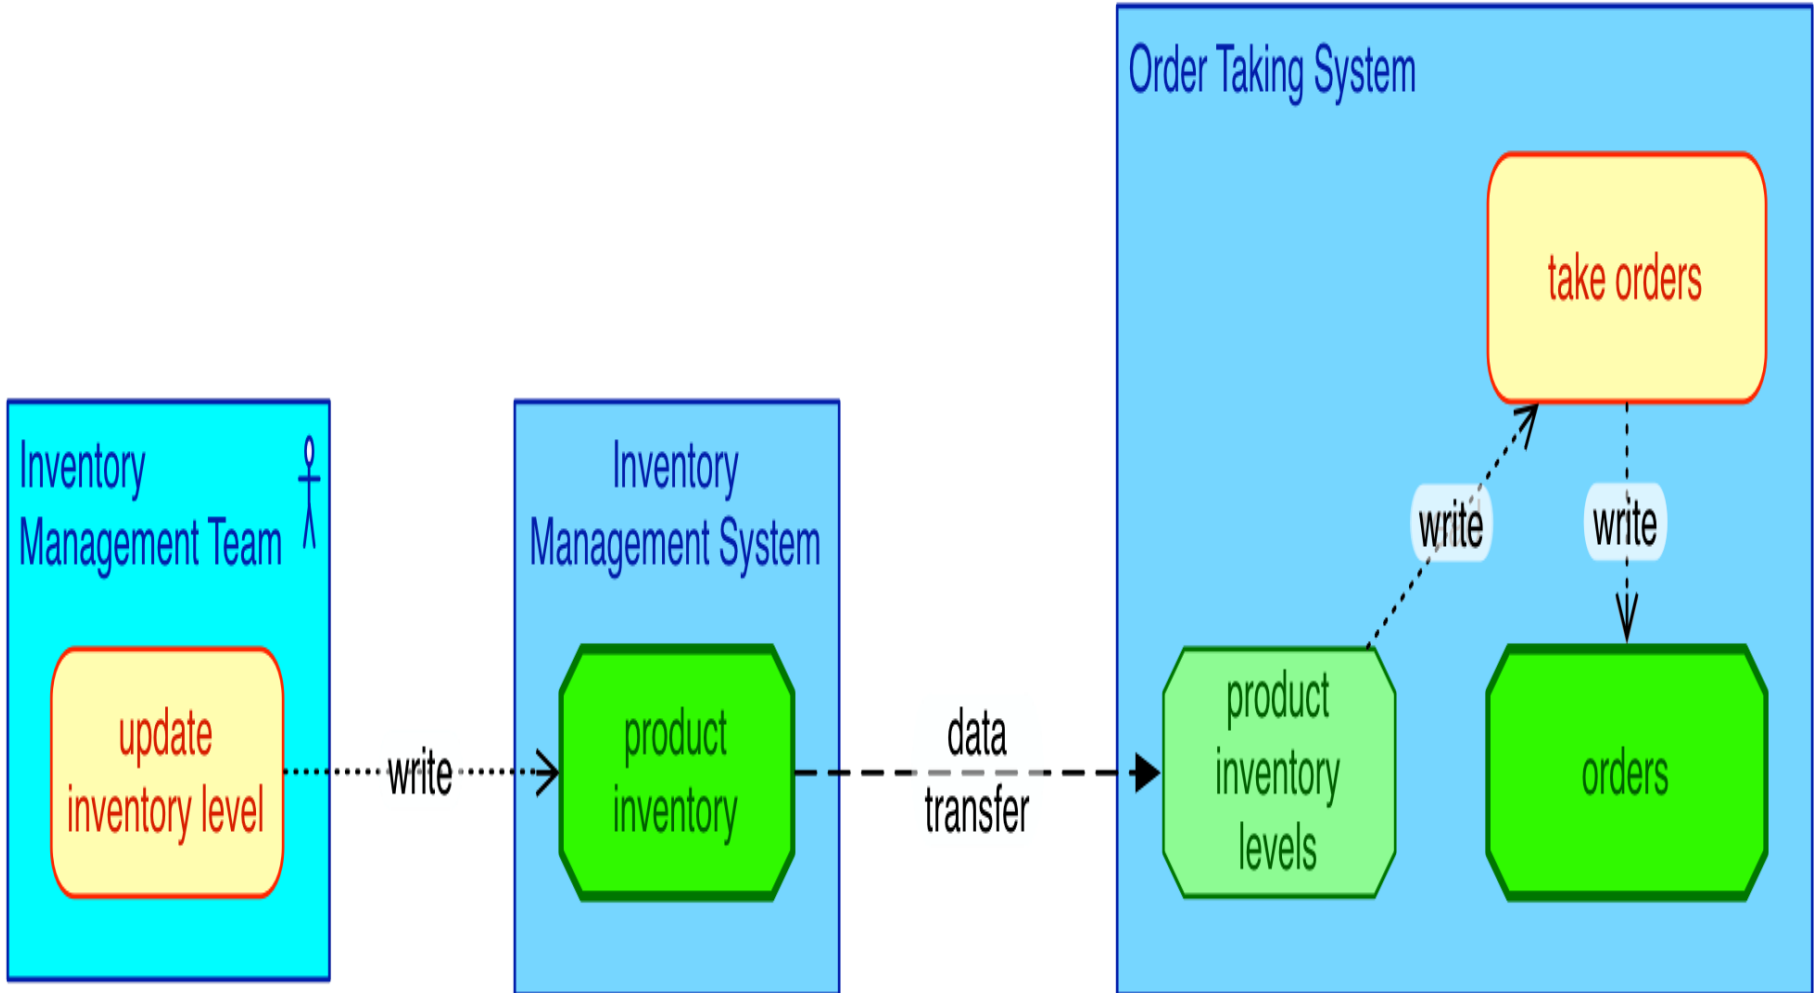 Order Taking System
take orders
Inventory
Management Team
Inventory
Management System
write
write
update
inventory level
write
product
inventory
data
transfer
product
inventory
levels
orders